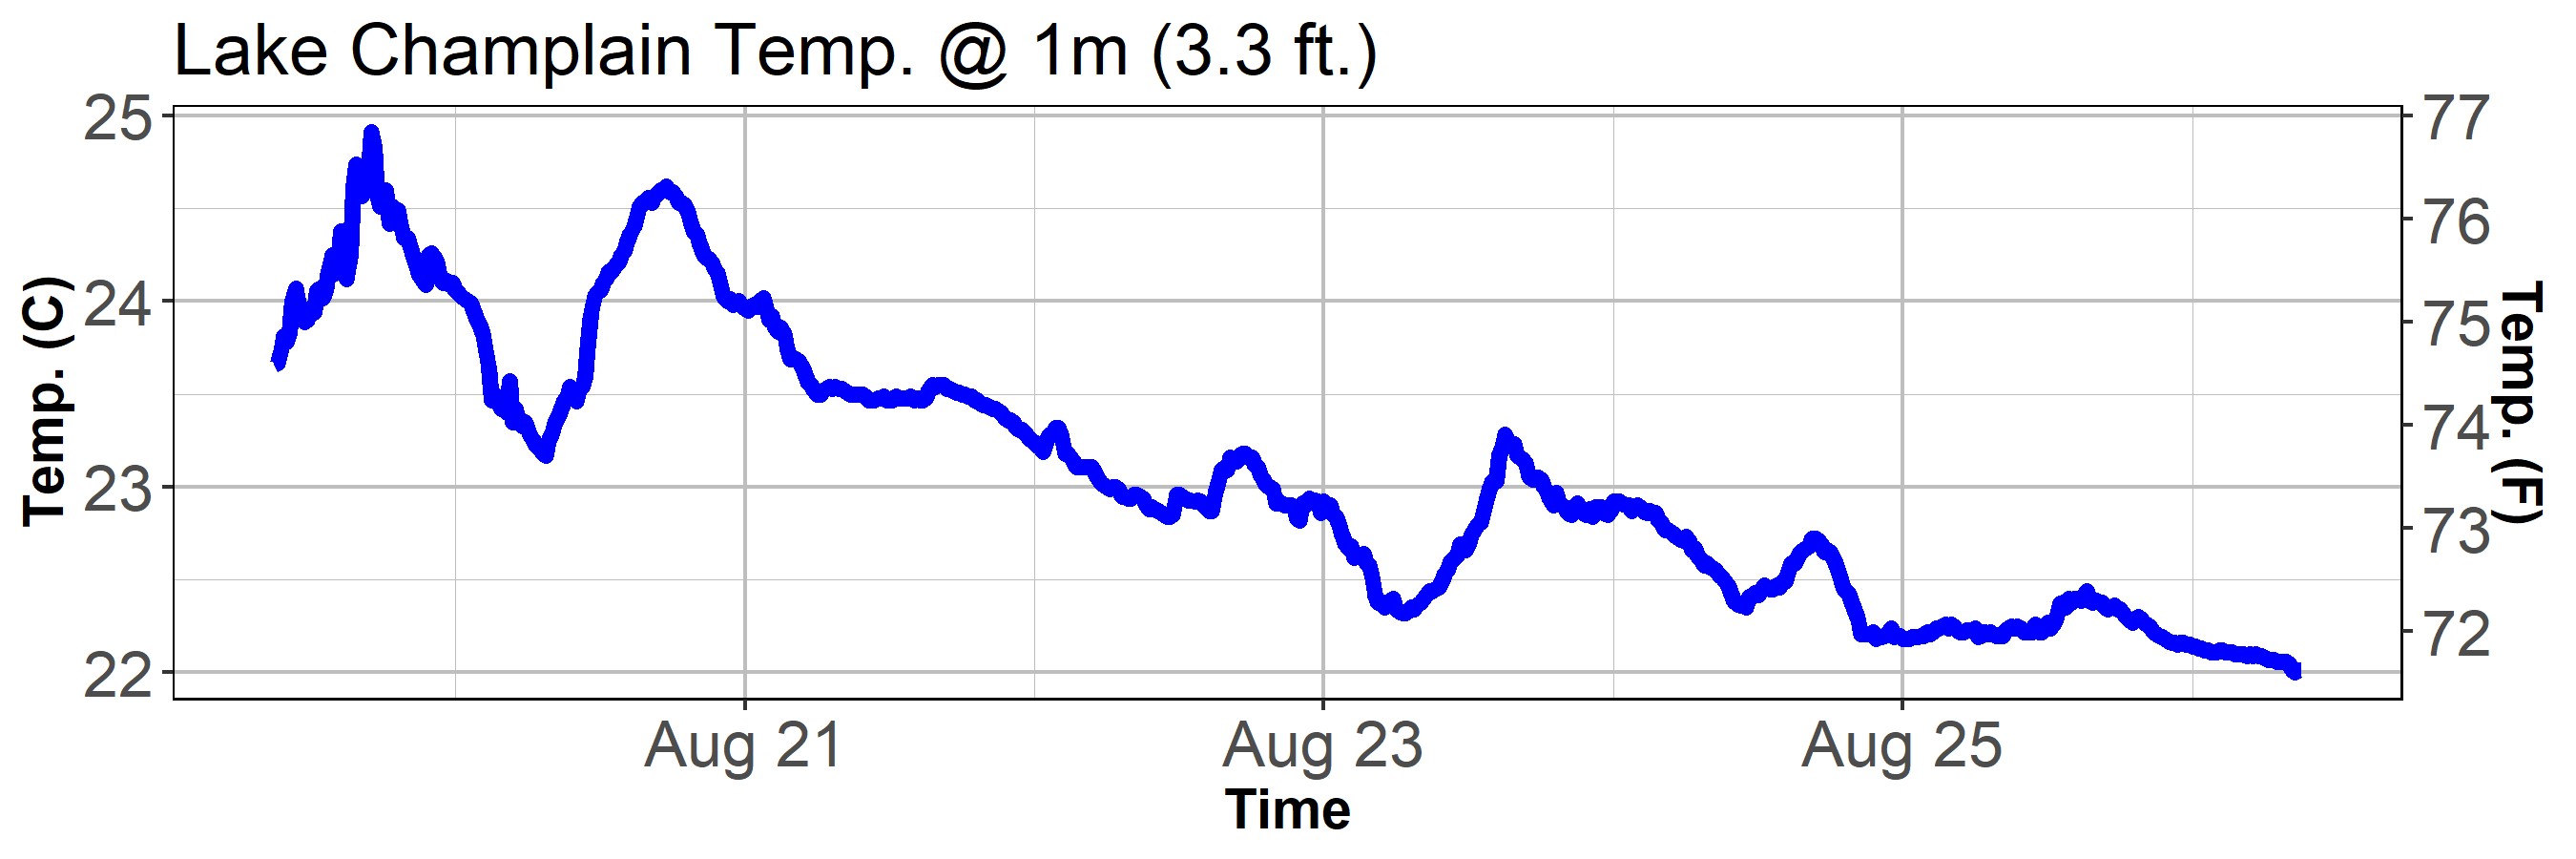 Lake Champlain Temp. @ 1m (3.3 ft.)
25
24
23
22
Temp. (C)
77
76
75
74
73
72
Temp. (F)
Aug 21 Aug 23 Aug 25
Time